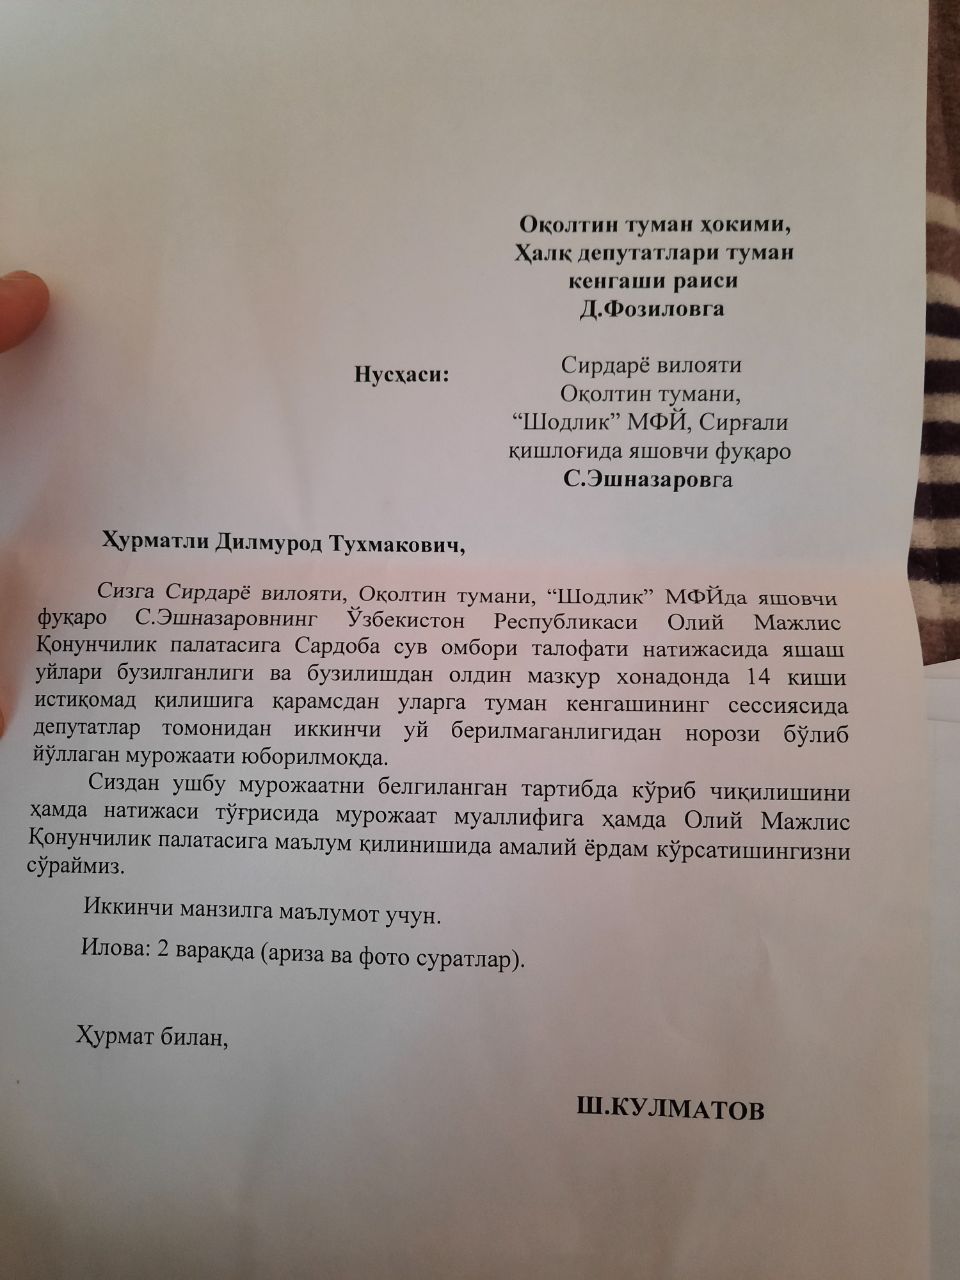 Оқолтин туман ҳокими,
Ҳалқ депутатлари туман
кенгаши раиси
Д.Фозиловга
Нусҳаси:
Сирдарё вилояти
Оқолтин тумани,
“Шодлик” МФЙ, Сирғали
қишлоғида яшовчи фуқаро
С.Эшназаровга
Ҳурматли Дилмурод Тухмакович,
Сизга Сирдарё вилояти, Оқолтин тумани, “Шодлик” МФЙда яшовчи
фуқаро С.Эшназаровнинг Ўзбекистон Республикаси Олий Мажлис
Қонунчилик палатасига Сардоба сув омбори талофати натижасида яшаш
уйлари бузилганлиги ва бузилишдан олдин мазкур хонадонда 14 киши
истиқомад қилишига қарамсдан уларга туман кенгашининг сессиясида
депутатлар томонидан иккинчи уй берилмаганлигидан норози бўлиб
йўллаган мурожаати юборилмоқда.
Сиздан ушбу мурожаатни белгиланган тартибда кўриб чиқилишини
ҳамда натижаси тўғрисида мурожаат муаллифига ҳамда Олий Мажлис
Қонунчилик палатасига маълум қилинишида амалий ёрдам кўрсатишингизни
сўраймиз.
Иккинчи манзилга маълумот учун.
Илова: 2 варақда (ариза ва фото суратлар).
Ҳурмат билан,
Ш.КУЛМАТОВ